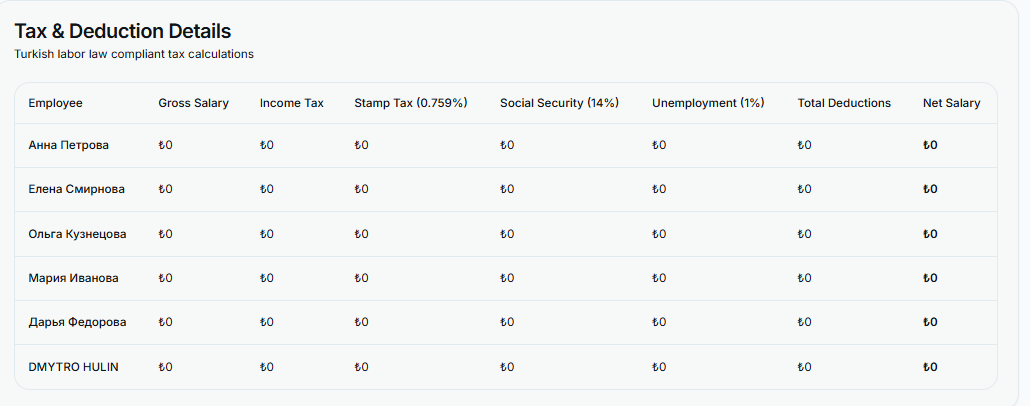 Tax & Deduction Details
Turkish labor law compliant tax calculations
Employee Gross Salary Income Tax Stamp Tax (0.759%) Social Security (14%) Unemployment (1%) Total Deductions Net Salary
Анна Петрова ₺0 ₺0 ₺0 ₺0 ₺0 ₺0 ₺0
Елена Смирнова ₺0 ₺0 ₺0 ₺0 ₺0 ₺0 ₺0
Ольга Кузнецова ₺0 ₺0 ₺0 ₺0 ₺0 ₺0 ₺0
Мария Иванова ₺0 ₺0 ₺0 ₺0 ₺0 ₺0 ₺0
Дарья Федорова ₺0 ₺0 ₺0 ₺0 ₺0 ₺0 ₺0
DMYTRO HULIN ₺0 ₺0 ₺0 ₺0 ₺0 ₺0 ₺0